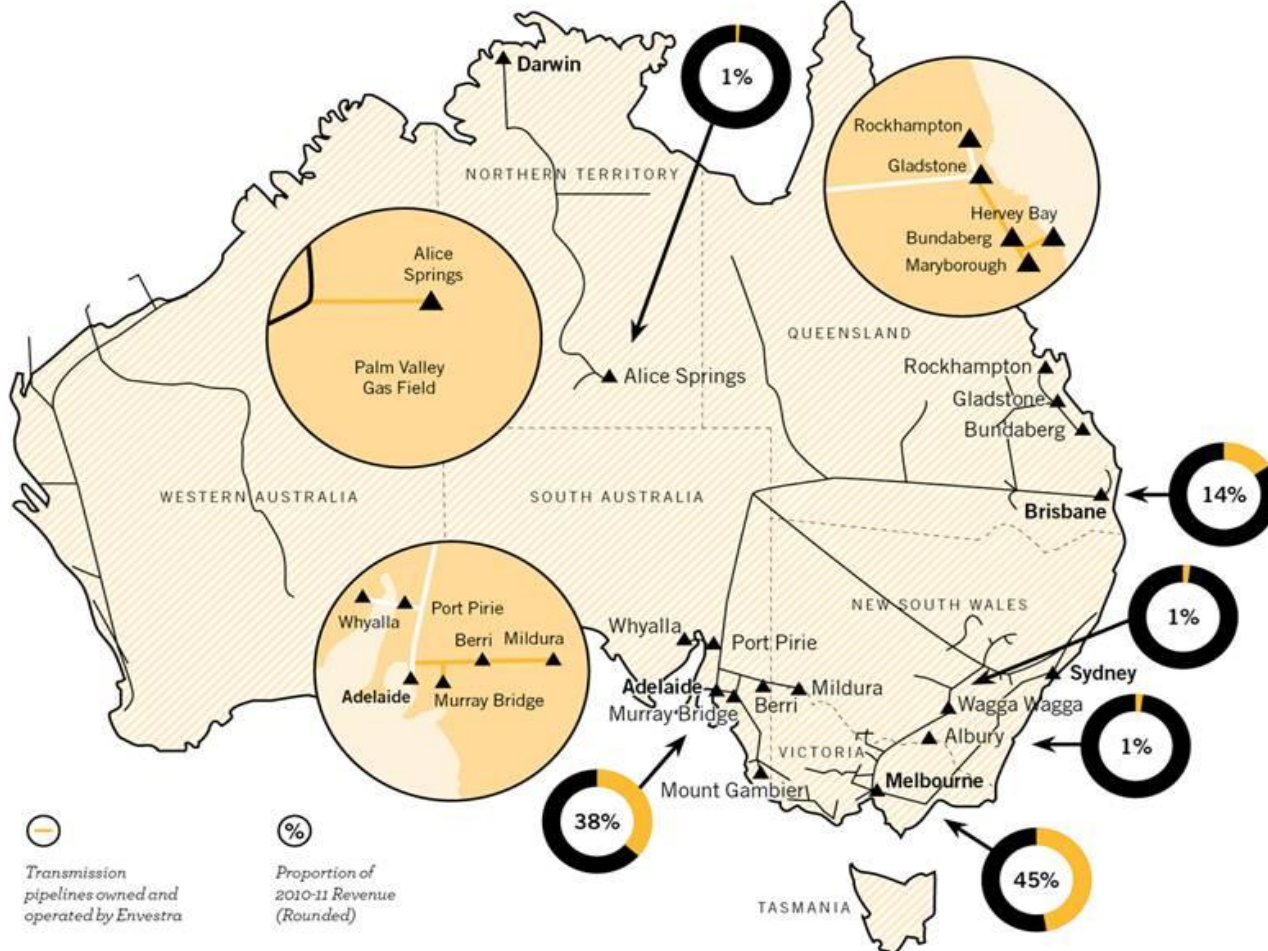 Darwin
1%
NORTHERN TERRITORY
Rockhampton
Gladstone
Hervey Bay
Bundaberg
Maryborough
Alice
Springs
Palm Valley
Gas Field
QUEENSLAND
Alice Springs
Rockhampton
Gladstone
Bundaberg
WESTERN AUSTRALIA
SOUTH AUSTRALIA
14%
Brisbane
NEW SOUTH WALES
1%
Whyalla
Port Pirie
Berri
Mildura
Adelaide
Murray Bridge
Whyalla
Port Pirie
Adelaide
Mildura
Murray Bridge
Berri
Sydney
Wagga Wagga
Albury
1%
VICTORIA
Mount Gambier
Melbourne
38%
45%
TASMANIA
Transmission
pipelines owned and
operated by Envestra
%
Proportion of
2010-11 Revenue
(Rounded)